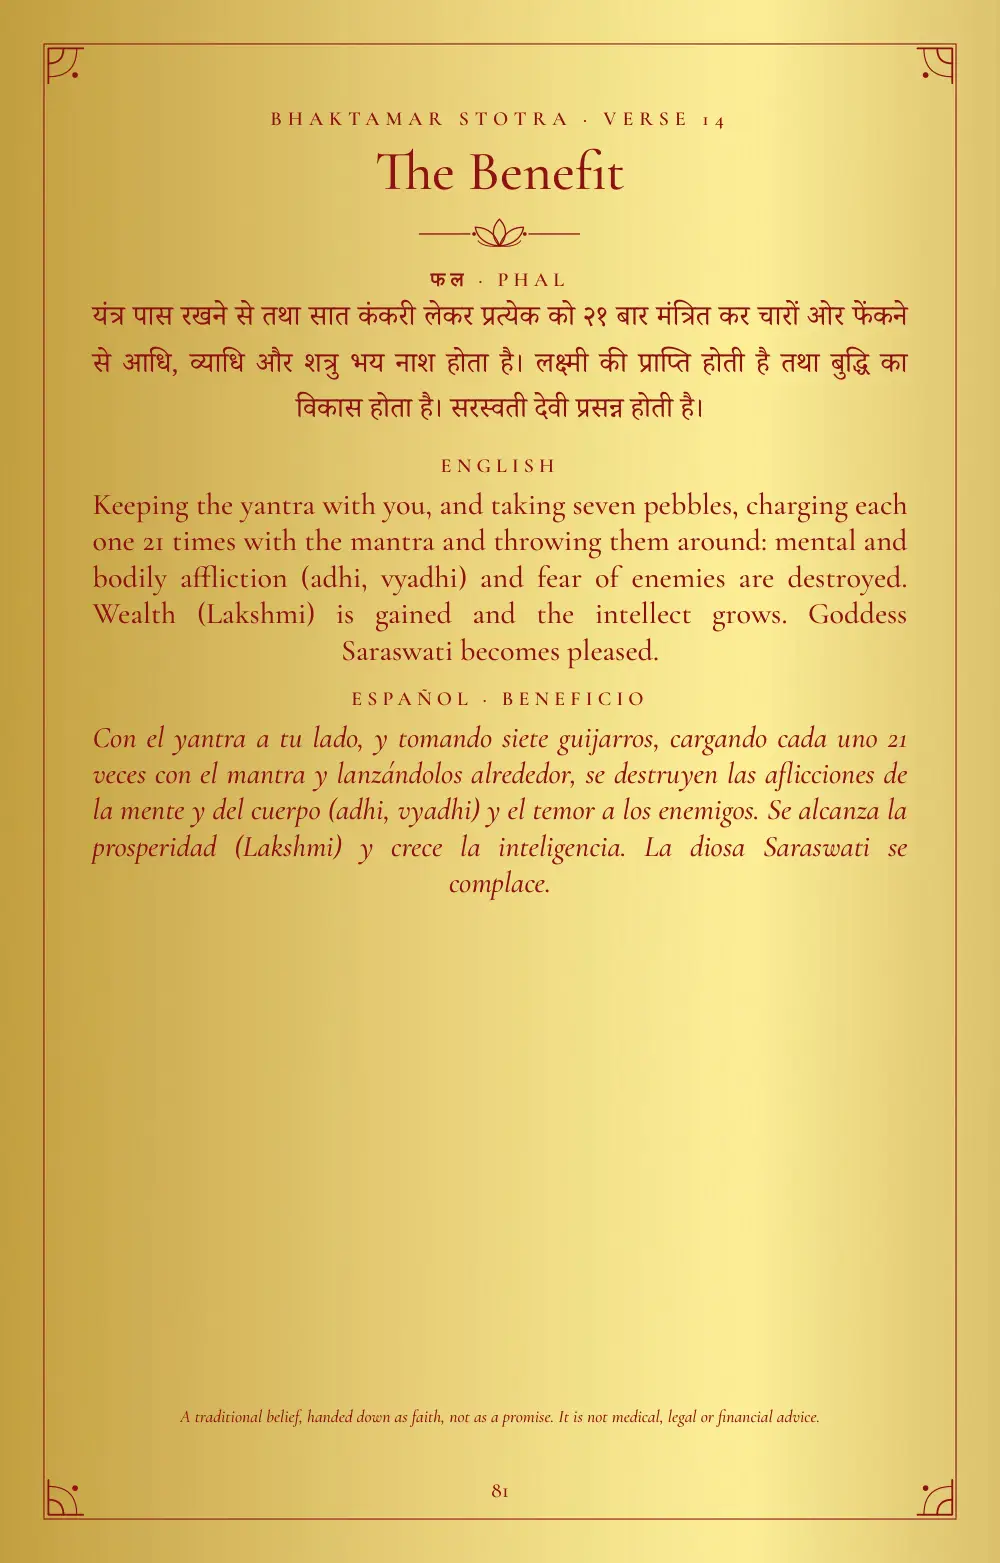 BHAKTAMAR STOTRA · VERSE 14
The Benefit
फल · PHAL
यंत्र पास रखने से तथा सात कंकरी लेकर प्रत्येक को २१ बार मंत्रित कर चारों ओर फेंकने
से आधि, व्याधि और शत्रु भय नाश होता है। लक्ष्मी की प्राप्ति होती है तथा बुद्धि का
विकास होता है। सरस्वती देवी प्रसन्न होती है।
ENGLISH
Keeping the yantra with you, and taking seven pebbles, charging each
one 21 times with the mantra and throwing them around: mental and
bodily affliction (adhi, vyadhi) and fear of enemies are destroyed.
Wealth (Lakshmi) is gained and the intellect grows. Goddess
Saraswati becomes pleased.
ESPAÑOL · BENEFICIO
Con el yantra a tu lado, y tomando siete guijarros, cargando cada uno 21
veces con el mantra y lanzándolos alrededor, se destruyen las aflicciones de
la mente y del cuerpo (adhi, vyadhi) y el temor a los enemigos. Se alcanza la
prosperidad (Lakshmi) y crece la inteligencia. La diosa Saraswati se
complace.
A traditional belief, handed down as faith, not as a promise. It is not medical, legal or financial advice.
81